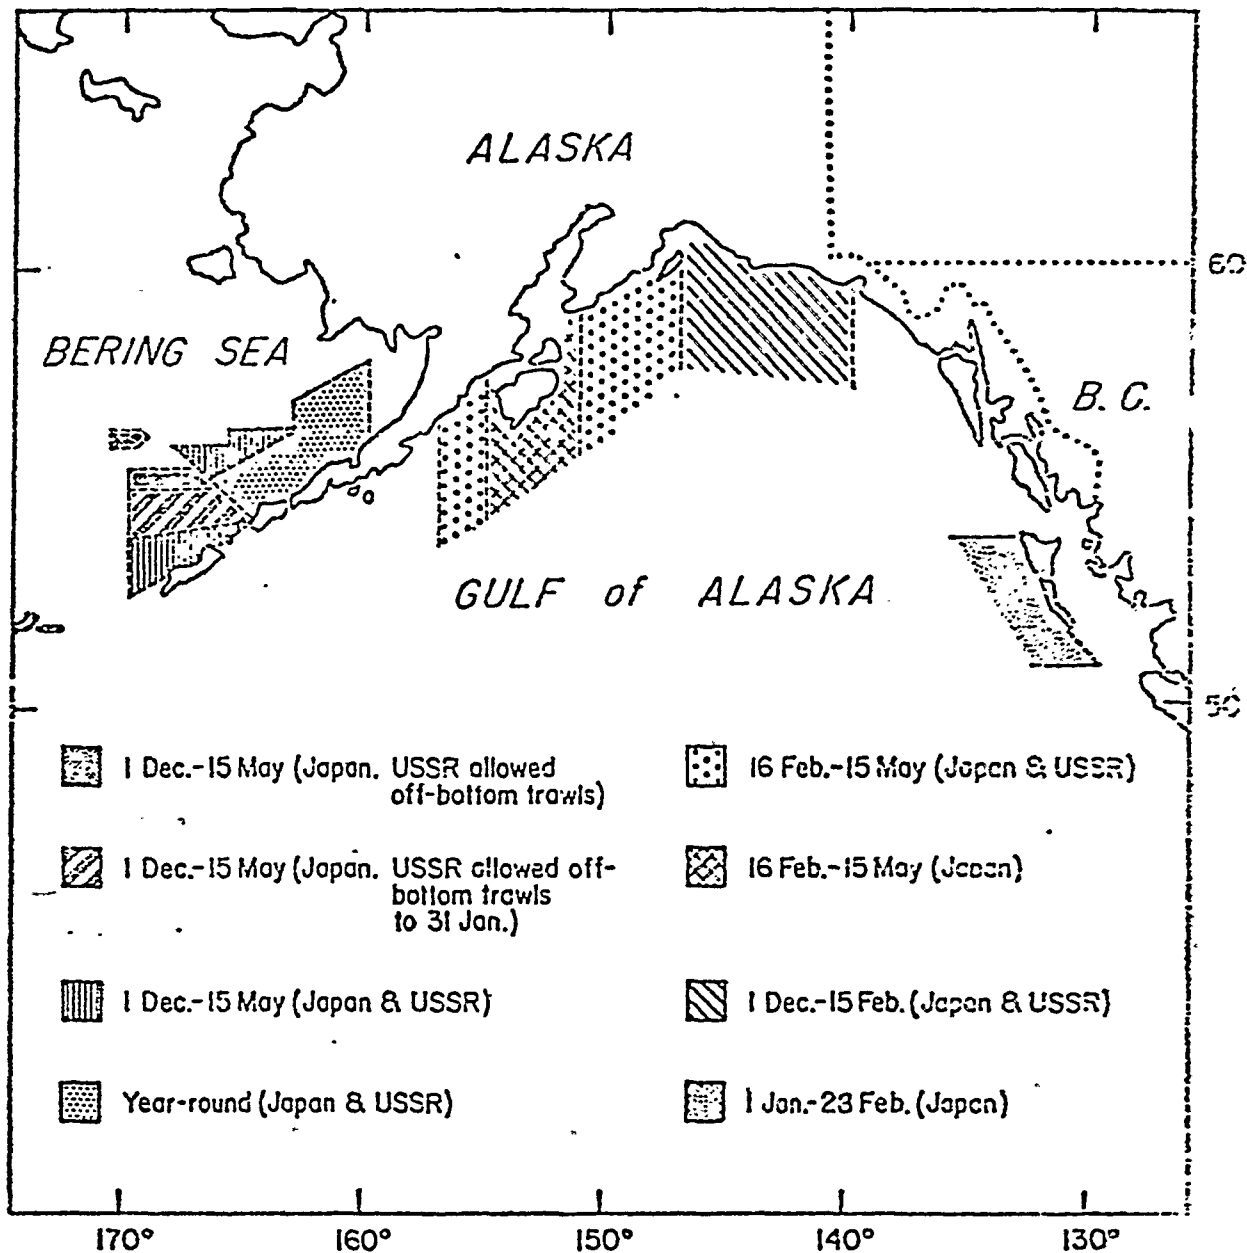 ALASKA
60
BERING SEA
B.C.
GULF of ALASKA
50
1 Dec.-15 May (Japan. USSR allowed
off-bottom trawls)
16 Feb.-15 May (Japan & USSR)
1 Dec.-15 May (Japan. USSR allowed off-
bottom trawls
to 31 Jan.)
16 Feb.-15 May (Japan)
1 Dec.-15 May (Japan & USSR)
1 Dec.-15 Feb. (Japan & USSR)
Year-round (Japan & USSR)
1 Jan.-23 Feb. (Japan)
170° 160° 150° 140° 130°